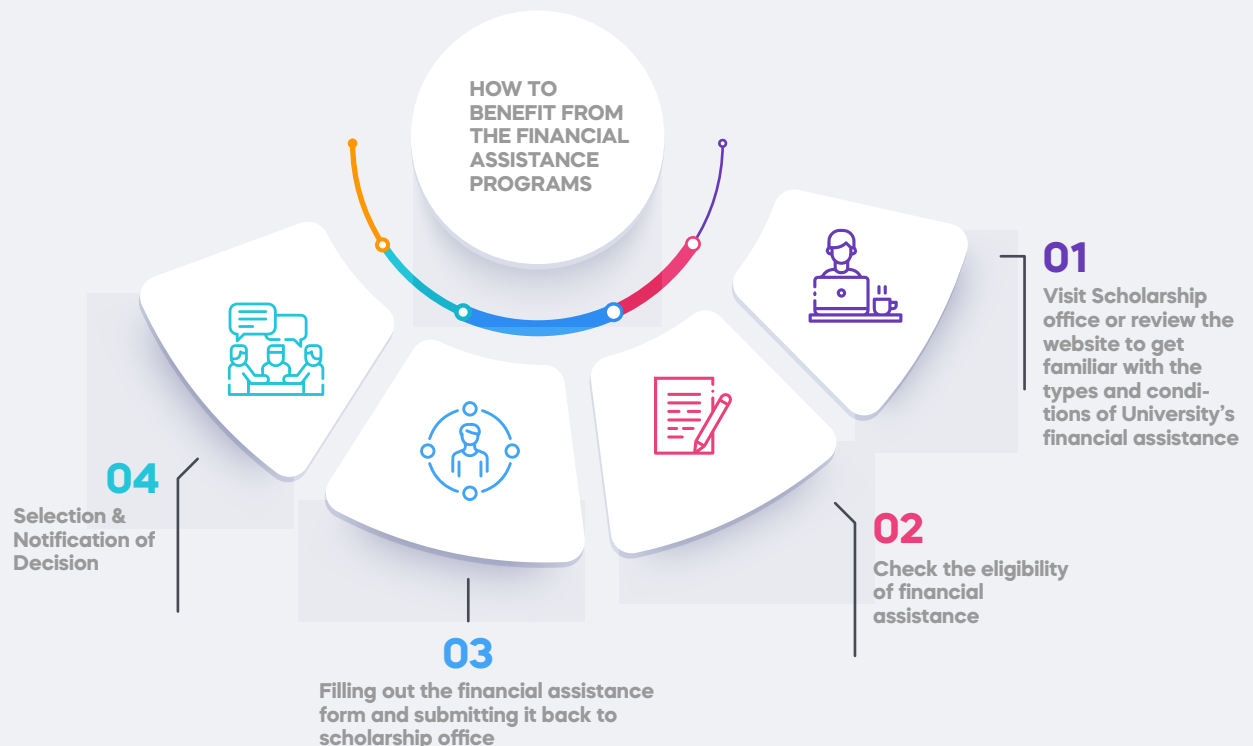 HOW TO
BENEFIT FROM
THE FINANCIAL
ASSISTANCE
PROGRAMS
01
Visit Scholarship
office or review the
website to get
familiar with the
types and condi-
tions of University's
financial assistance
02
Check the eligibility
of financial
assistance
03
Filling out the financial assistance
form and submitting it back to
scholarship office
04
Selection &
Notification of
Decision